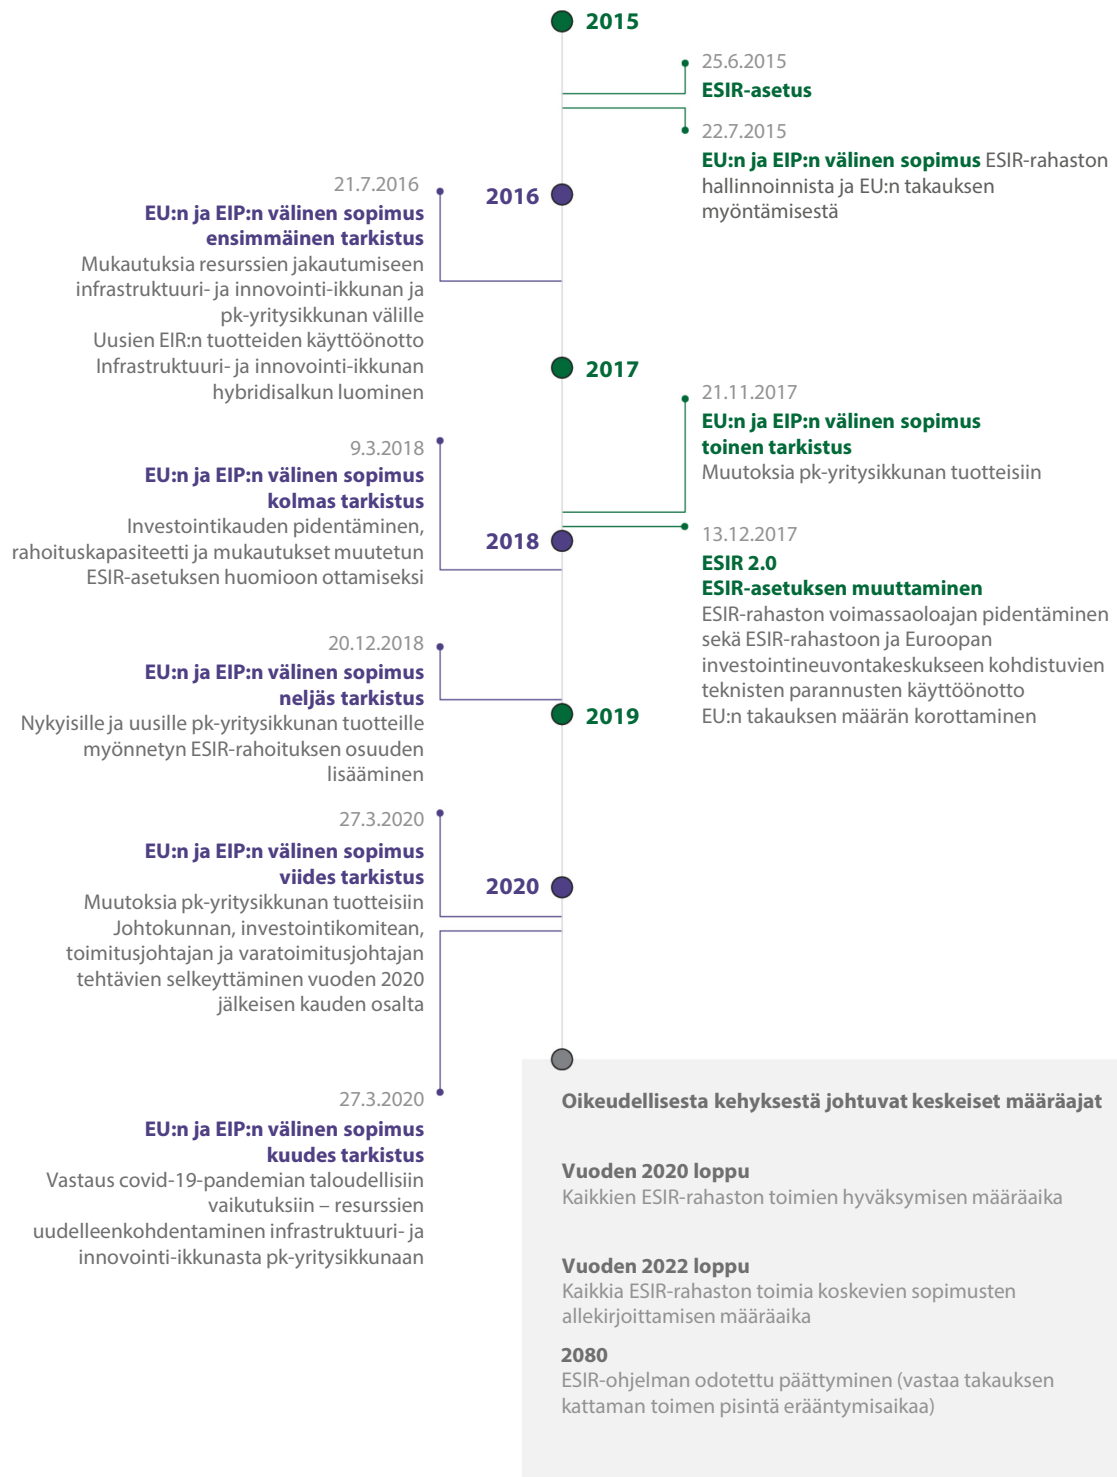 2015
25.6.2015
ESIR-asetus
22.7.2015
EU:n ja EIP:n välinen sopimus ESIR-rahaston
hallinnoinnista ja EU:n takauksen
myöntämisestä
2016
21.7.2016
EU:n ja EIP:n välinen sopimus
ensimmäinen tarkistus
Mukautuksia resurssien jakautumiseen
infrastruktuuri- ja innovointi-ikkunan ja
pk-yritysikkunan välille
Uusien EIR:n tuotteiden käyttöönotto
Infrastruktuuri- ja innovointi-ikkunan
hybridisalkun luominen
2017
21.11.2017
EU:n ja EIP:n välinen sopimus
toinen tarkistus
Muutoksia pk-yritysikkunan tuotteisiin
13.12.2017
ESIR 2.0
ESIR-asetuksen muuttaminen
ESIR-rahaston voimassaoloajan pidentäminen
sekä ESIR-rahastoon ja Euroopan
investointineuvontakeskukseen kohdistuvien
teknisten parannusten käyttöönotto
EU:n takauksen määrän korottaminen
2018
9.3.2018
EU:n ja EIP:n välinen sopimus
kolmas tarkistus
Investointikauden pidentäminen,
rahoituskapasiteetti ja mukautukset muutetun
ESIR-asetuksen huomioon ottamiseksi
20.12.2018
EU:n ja EIP:n välinen sopimus
neljäs tarkistus
Nykyisille ja uusille pk-yritysikkunan tuotteille
myönnetyn ESIR-rahoituksen osuuden
lisääminen
2019
2020
27.3.2020
EU:n ja EIP:n välinen sopimus
viides tarkistus
Muutoksia pk-yritysikkunan tuotteisiin
Johtokunnan, investointikomitean,
toimitusjohtajan ja varatoimitusjohtajan
tehtävien selkeyttäminen vuoden 2020
jälkeisen kauden osalta
27.3.2020
EU:n ja EIP:n välinen sopimus
kuudes tarkistus
Vastaus covid-19-pandemian taloudellisiin
vaikutuksiin – resurssien
uudelleenkohdentaminen infrastruktuuri- ja
innovointi-ikkunasta pk-yritysikkunaan
Oikeudellisesta kehyksestä johtuvat keskeiset määräajat
Vuoden 2020 loppu
Kaikkien ESIR-rahaston toimien hyväksymisen määräaika
Vuoden 2022 loppu
Kaikkia ESIR-rahaston toimia koskevien sopimusten
allekirjoittamisen määräaika
2080
ESIR-ohjelman odotettu päättyminen (vastaa takauksen
kattaman toimen pisintä erääntymisaikaa)